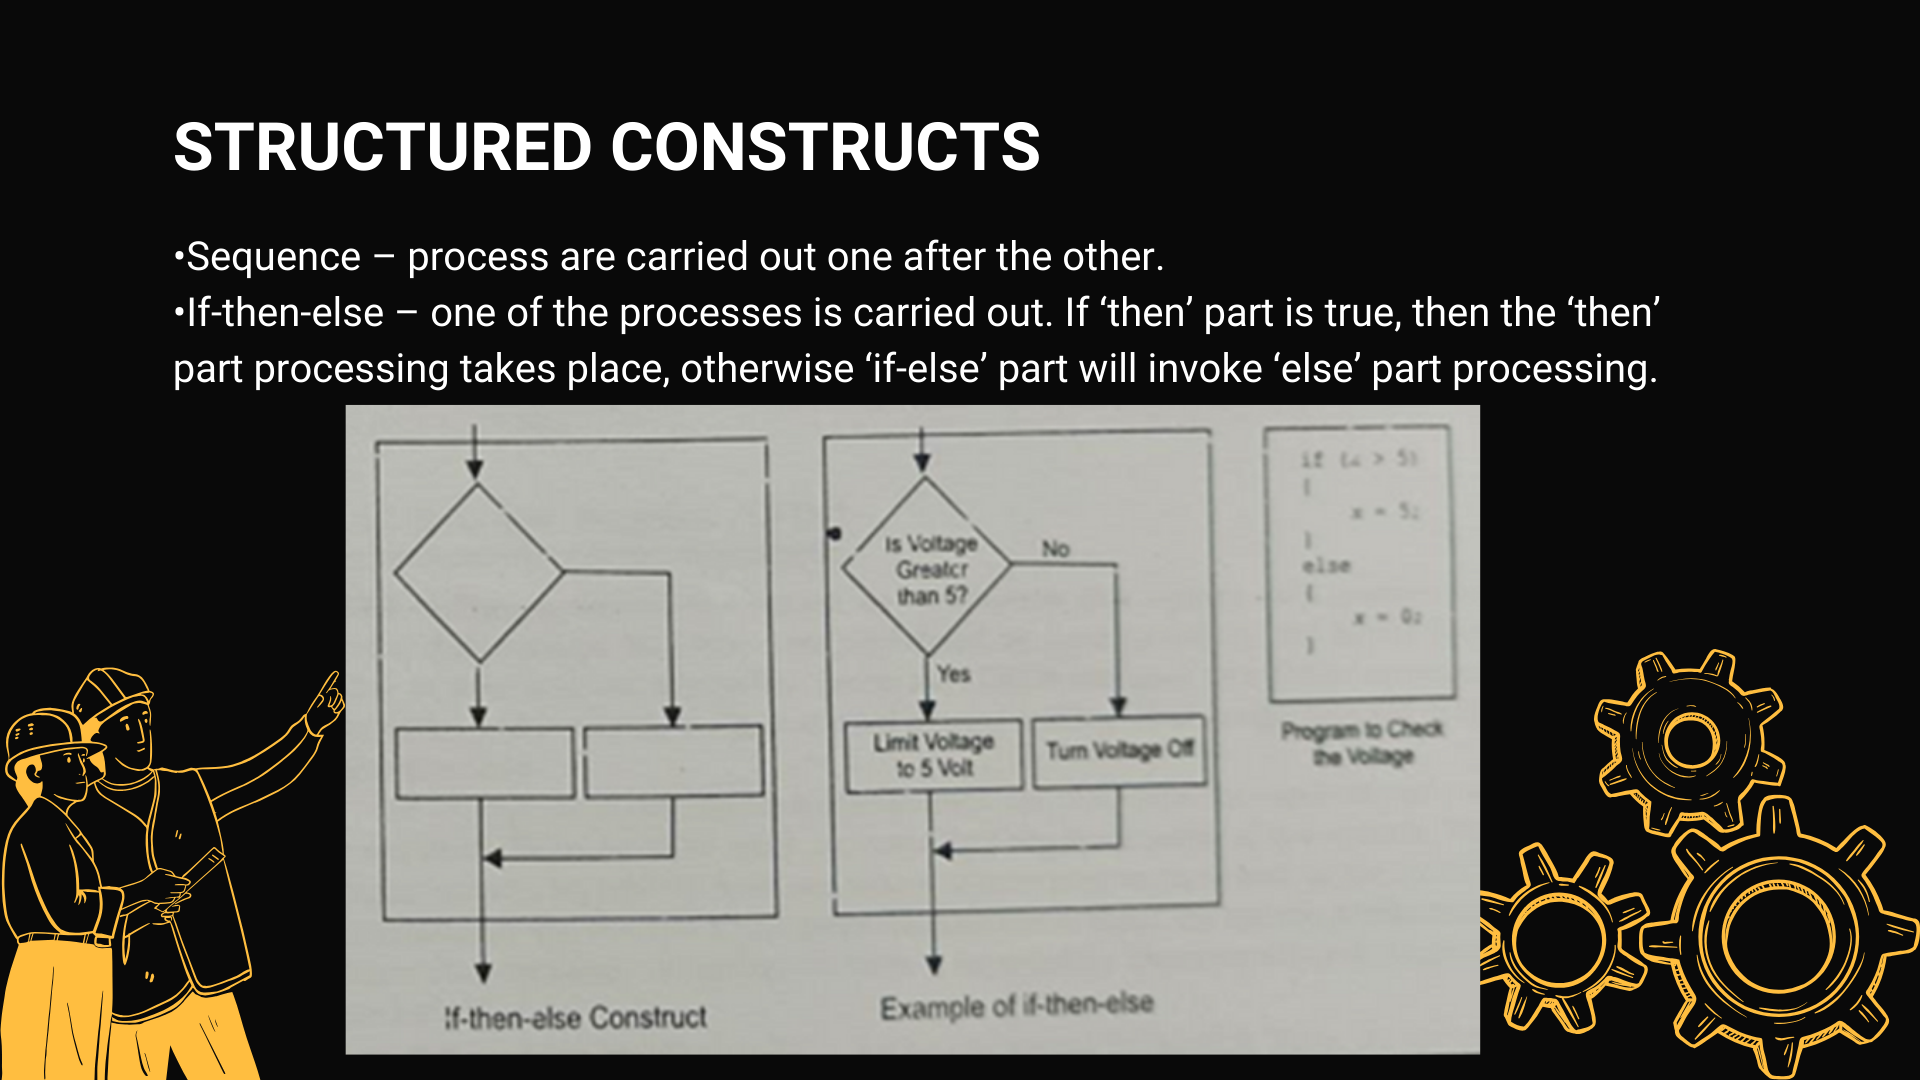 STRUCTURED CONSTRUCTS
•Sequence – process are carried out one after the other.
•If-then-else – one of the processes is carried out. If ‘then’ part is true, then the ‘then’
part processing takes place, otherwise ‘if-else’ part will invoke ‘else’ part processing.
Is Voltage
Greater
than 5?
No
Yes
Limit Voltage
to 5 Volt
Turn Voltage Off
If-then-else Construct
Example of if-then-else
if ( > 5)
{
x = 5;
}
else
{
x = 0;
}
Program to Check
the Voltage